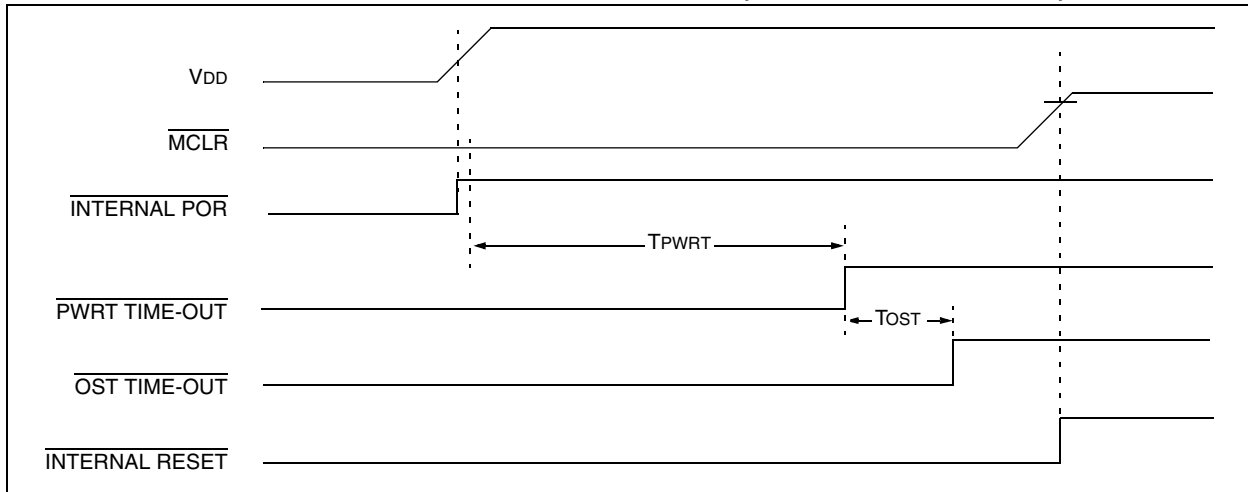 VDD
MCLR
INTERNAL POR
TPWRT
PWRT TIME-OUT
TOST
OST TIME-OUT
INTERNAL RESET